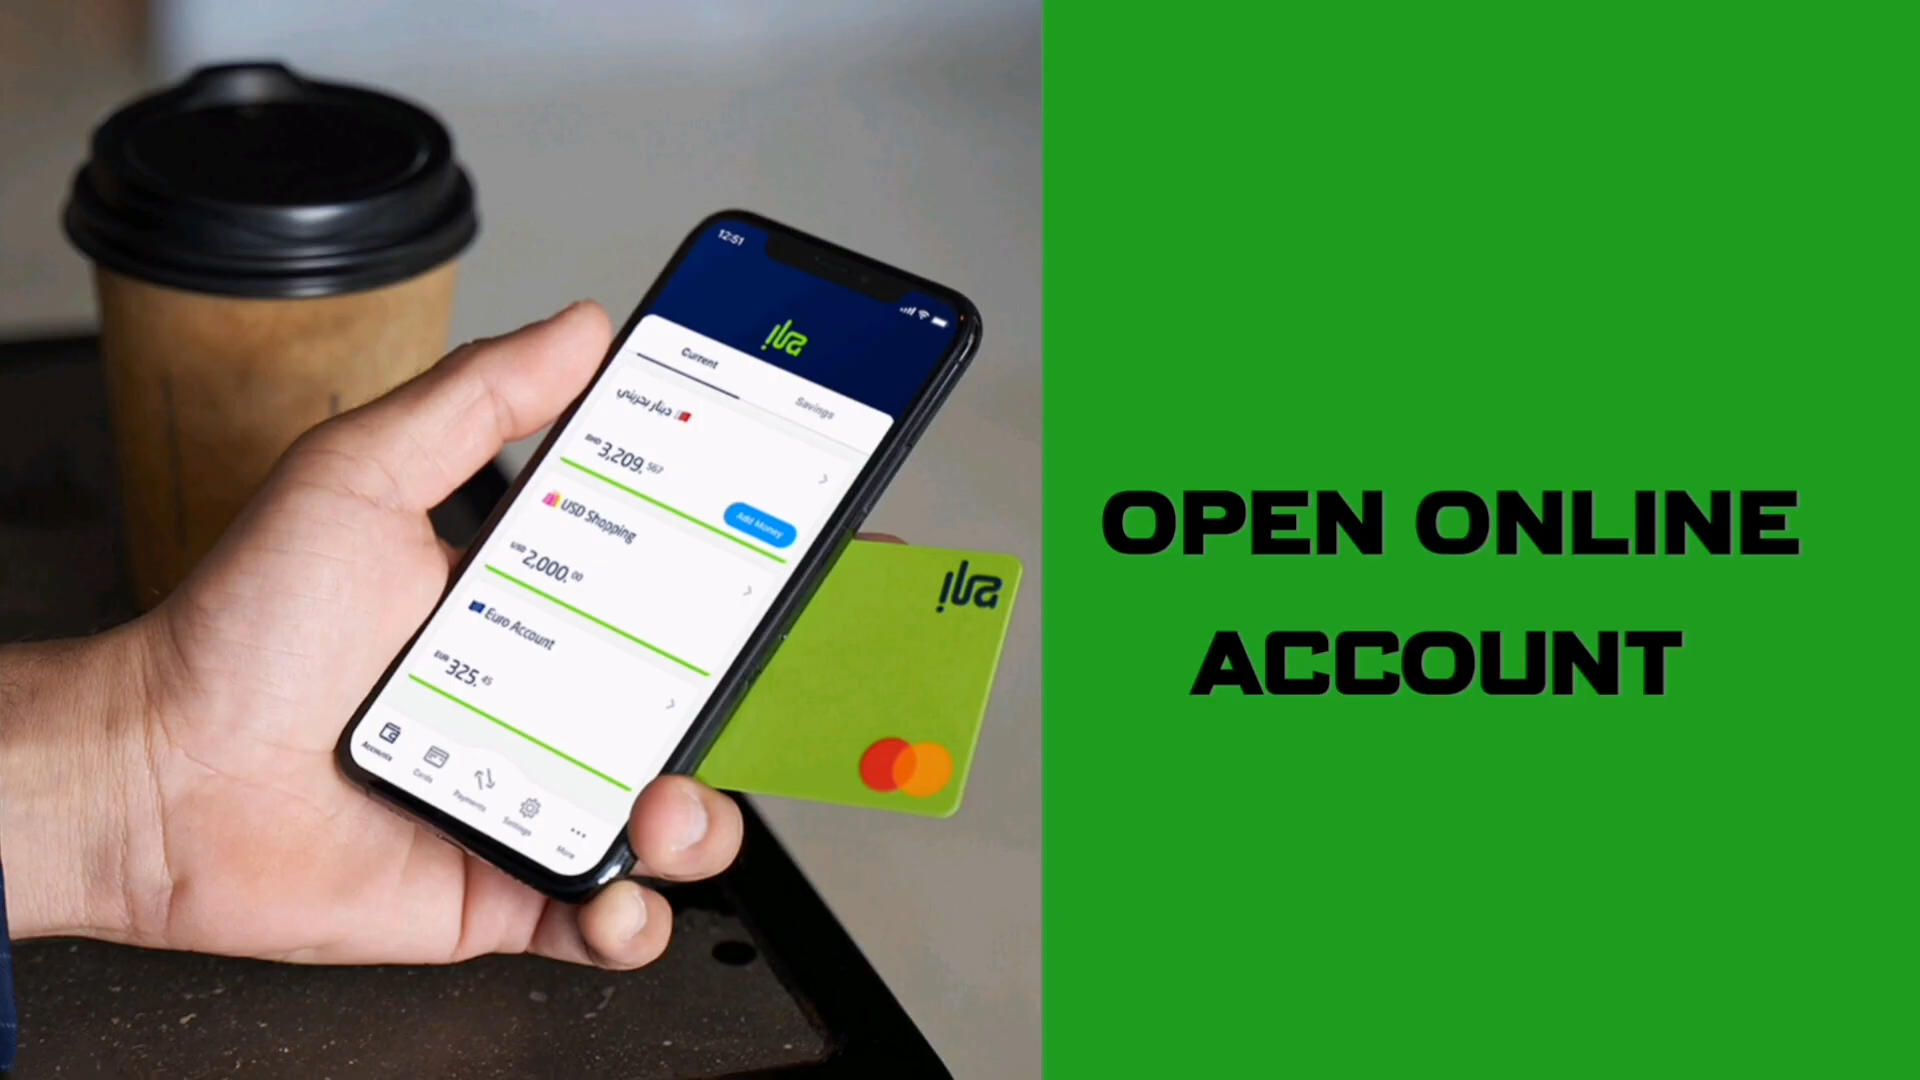 12:51
ila
Current
Savings
دينار بحريني
BHD 3,209.567
Add Money
USD Shopping
USD 2,000.00
Euro Account
EUR 325.45
Accounts
Cards
Payments
Settings
More
ila
OPEN ONLINE
ACCOUNT